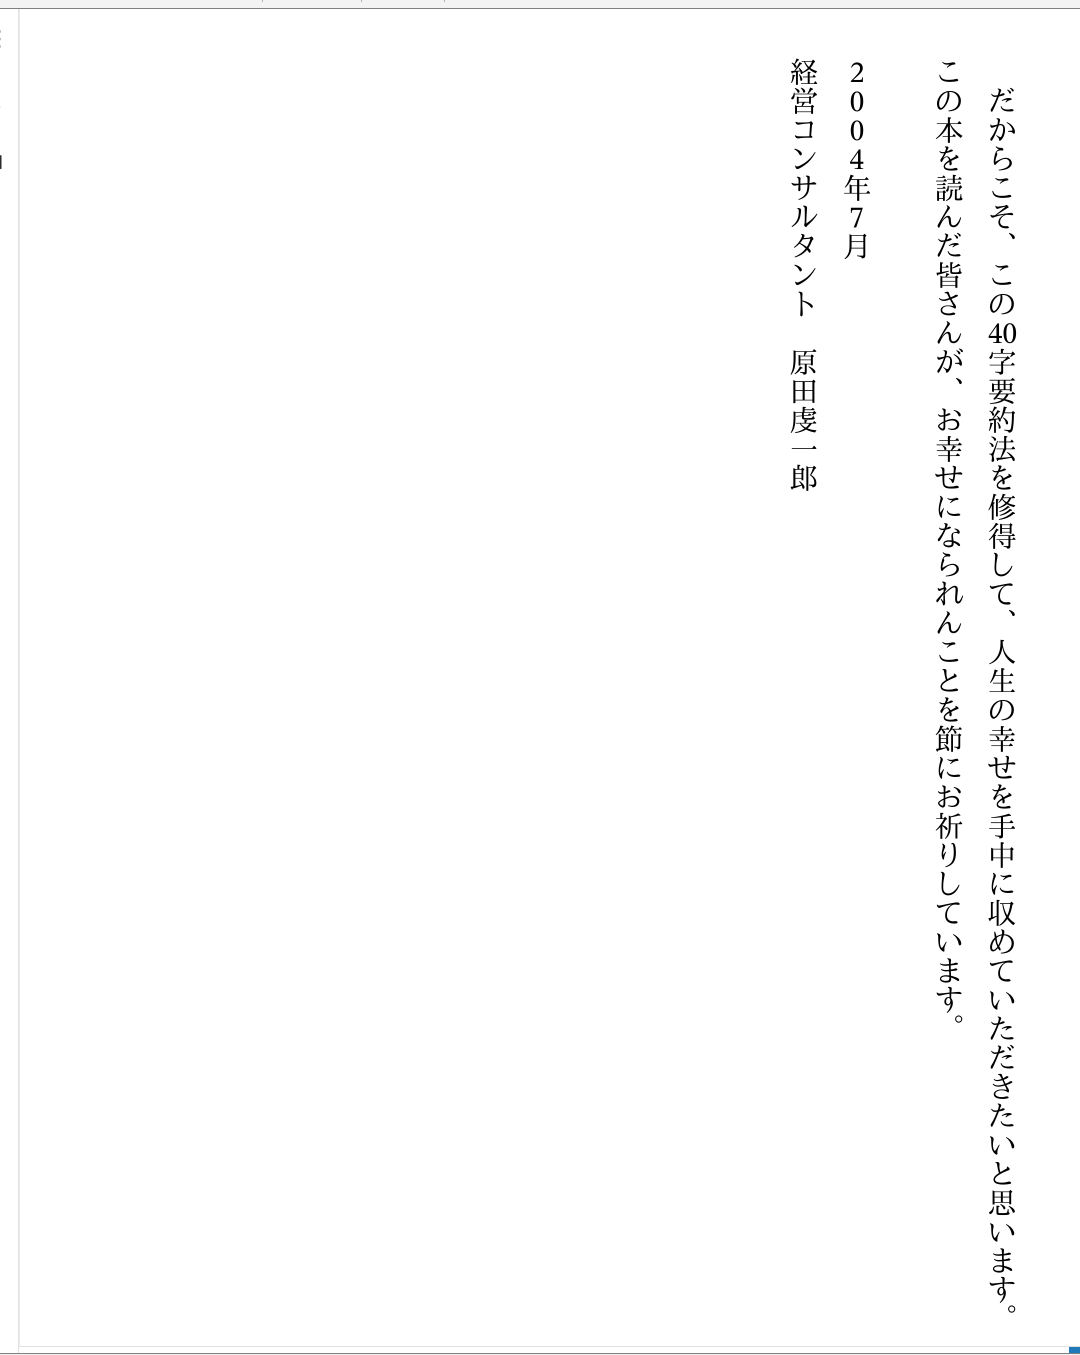 だからこそ、この40字要約法を修得して、人生の幸せを手中に収めていただきたいと思います。
この本を読んだ皆さんが、お幸せになられんことを節にお祈りしています。
２００４年７月
経営コンサルタント　原田虔一郎